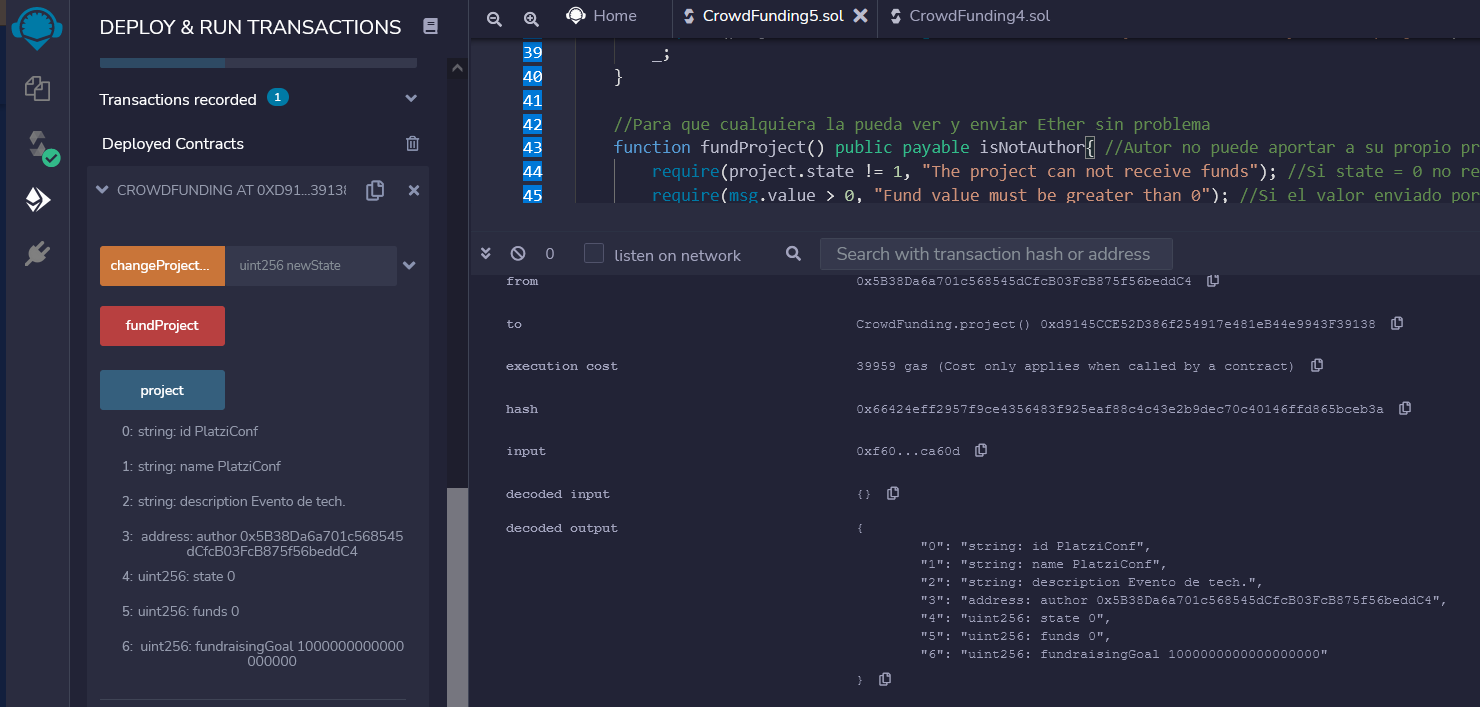 DEPLOY & RUN TRANSACTIONS
Transactions recorded 1
Deployed Contracts
CROWDFUNDING AT 0XD91...39138
changeProject... uint256 newState
fundProject
project
0: string: id PlatziConf
1: string: name PlatziConf
2: string: description Evento de tech.
3: address: author 0x5B38Da6a701c568545
dCfcB03FcB875f56beddC4
4: uint256: state 0
5: uint256: funds 0
6: uint256: fundraisingGoal 1000000000000
000000
Home CrowdFunding5.sol CrowdFunding4.sol
39 _;
40 }
41
42 //Para que cualquiera la pueda ver y enviar Ether sin problema
43 function fundProject() public payable isNotAuthor{ //Autor no puede aportar a su propio pr
44 require(project.state != 1, "The project can not receive funds"); //Si state = 0 no re
45 require(msg.value > 0, "Fund value must be greater than 0"); //Si el valor enviado por
0 listen on network Search with transaction hash or address
from 0x5B38Da6a701c568545dCfcB03FcB875f56beddC4
to CrowdFunding.project() 0xd9145CCE52D386f254917e481eB44e9943F39138
execution cost 39959 gas (Cost only applies when called by a contract)
hash 0x66424eff2957f9ce4356483f925eaf88c4c43e2b9dec70c40146ffd865bceb3a
input 0xf60...ca60d
decoded input {}
decoded output {
"0": "string: id PlatziConf",
"1": "string: name PlatziConf",
"2": "string: description Evento de tech.",
"3": "address: author 0x5B38Da6a701c568545dCfcB03FcB875f56beddC4",
"4": "uint256: state 0",
"5": "uint256: funds 0",
"6": "uint256: fundraisingGoal 1000000000000000000"
}